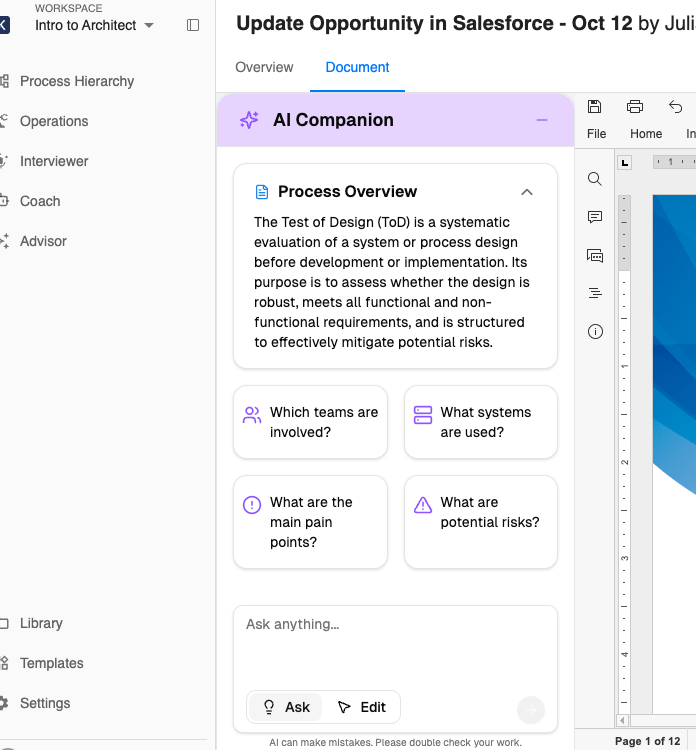 WORKSPACE
Intro to Architect
Process Hierarchy
Operations
Interviewer
Coach
Advisor
Library
Templates
Settings
Update Opportunity in Salesforce - Oct 12 by Juli
Overview
Document
AI Companion
Process Overview
The Test of Design (ToD) is a systematic
evaluation of a system or process design
before development or implementation. Its
purpose is to assess whether the design is
robust, meets all functional and non-
functional requirements, and is structured
to effectively mitigate potential risks.
Which teams are
involved?
What systems
are used?
What are the
main pain
points?
What are
potential risks?
Ask anything...
Ask
Edit
AI can make mistakes. Please double check your work.
File
Home
In
L
1
1
2
3
4
Page 1 of 12